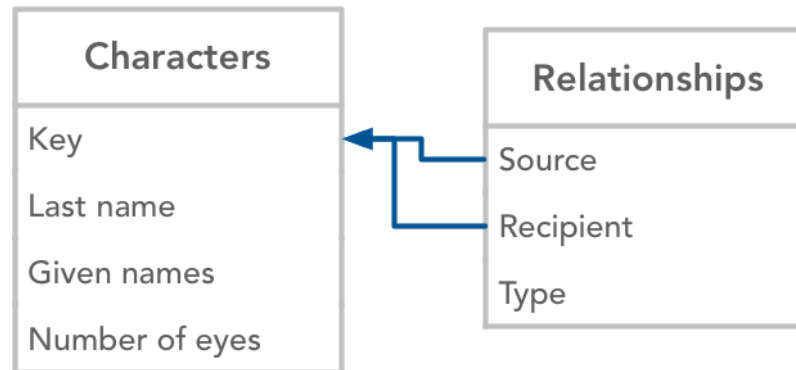 Characters
Key
Last name
Given names
Number of eyes
Relationships
Source
Recipient
Type